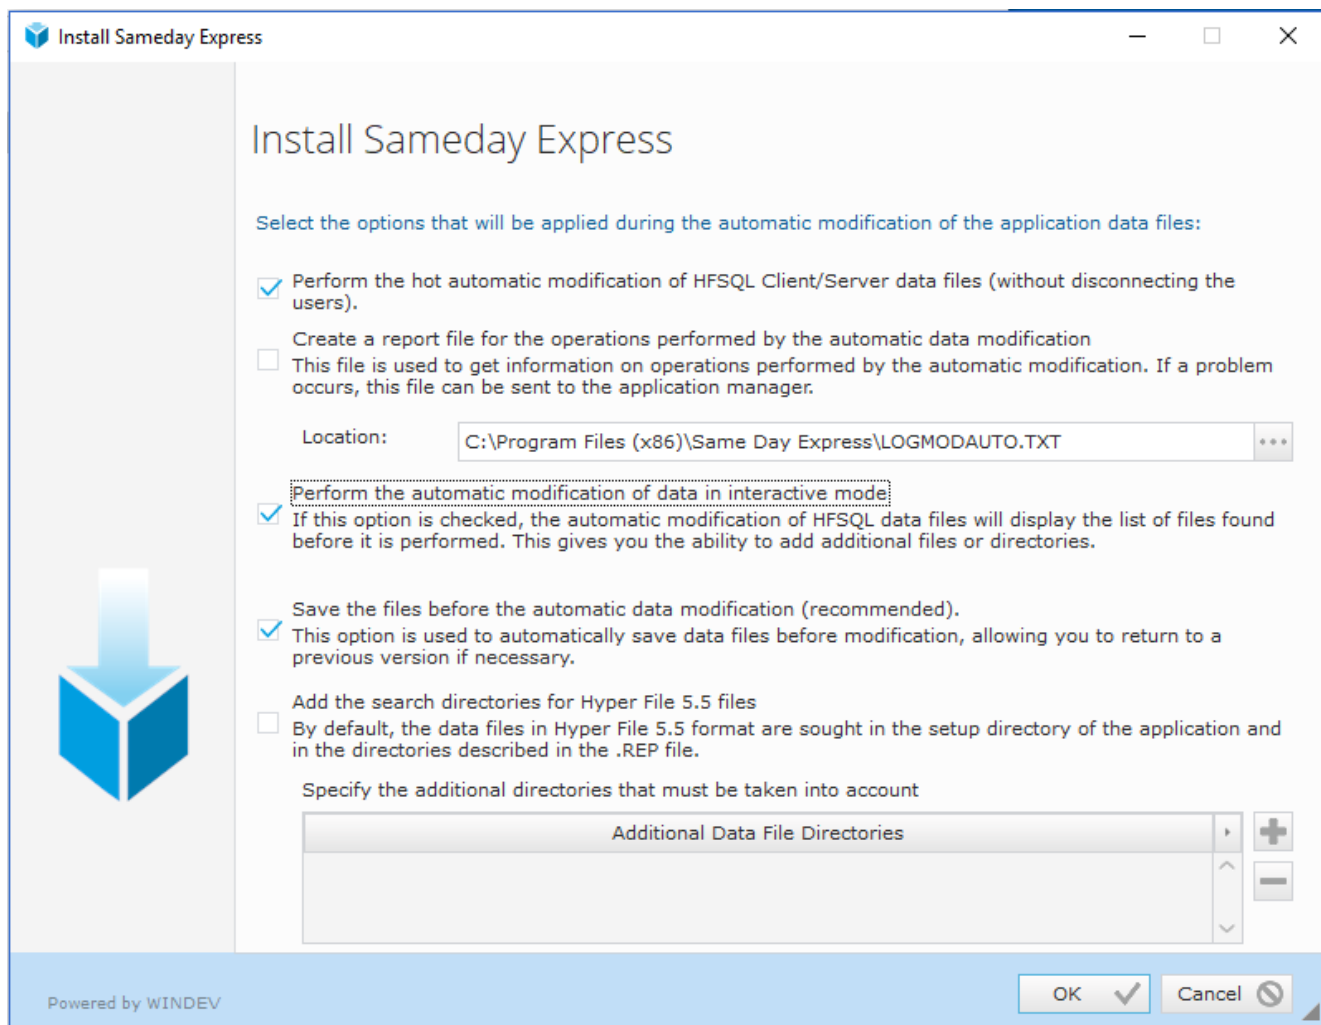 Install Sameday Express
Install Sameday Express
Select the options that will be applied during the automatic modification of the application data files:
Perform the hot automatic modification of HFSQL Client/Server data files (without disconnecting the
users).
Create a report file for the operations performed by the automatic data modification
This file is used to get information on operations performed by the automatic modification. If a problem
occurs, this file can be sent to the application manager.
Location:
C:\Program Files (x86)\Same Day Express\LOGMODAUTO.TXT
Perform the automatic modification of data in interactive mode
If this option is checked, the automatic modification of HFSQL data files will display the list of files found
before it is performed. This gives you the ability to add additional files or directories.
Save the files before the automatic data modification (recommended).
This option is used to automatically save data files before modification, allowing you to return to a
previous version if necessary.
Add the search directories for Hyper File 5.5 files
By default, the data files in Hyper File 5.5 format are sought in the setup directory of the application and
in the directories described in the .REP file.
Specify the additional directories that must be taken into account
Additional Data File Directories
Powered by WINDEV
OK
Cancel